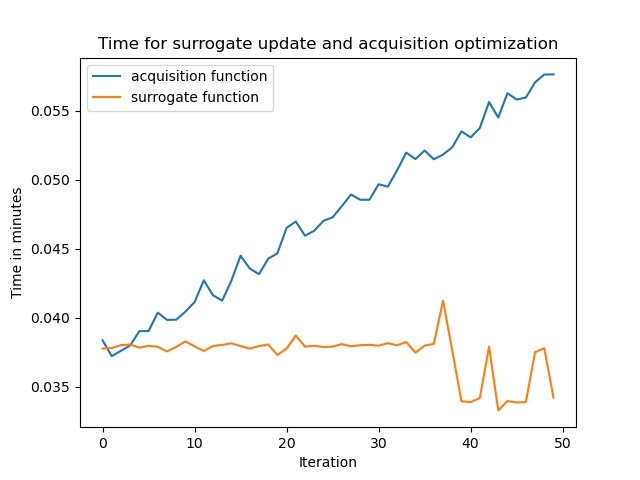 Time for surrogate update and acquisition optimization
acquisition function
surrogate function
0.055
0.050
0.045
0.040
0.035
Time in minutes
0 10 20 30 40 50
Iteration